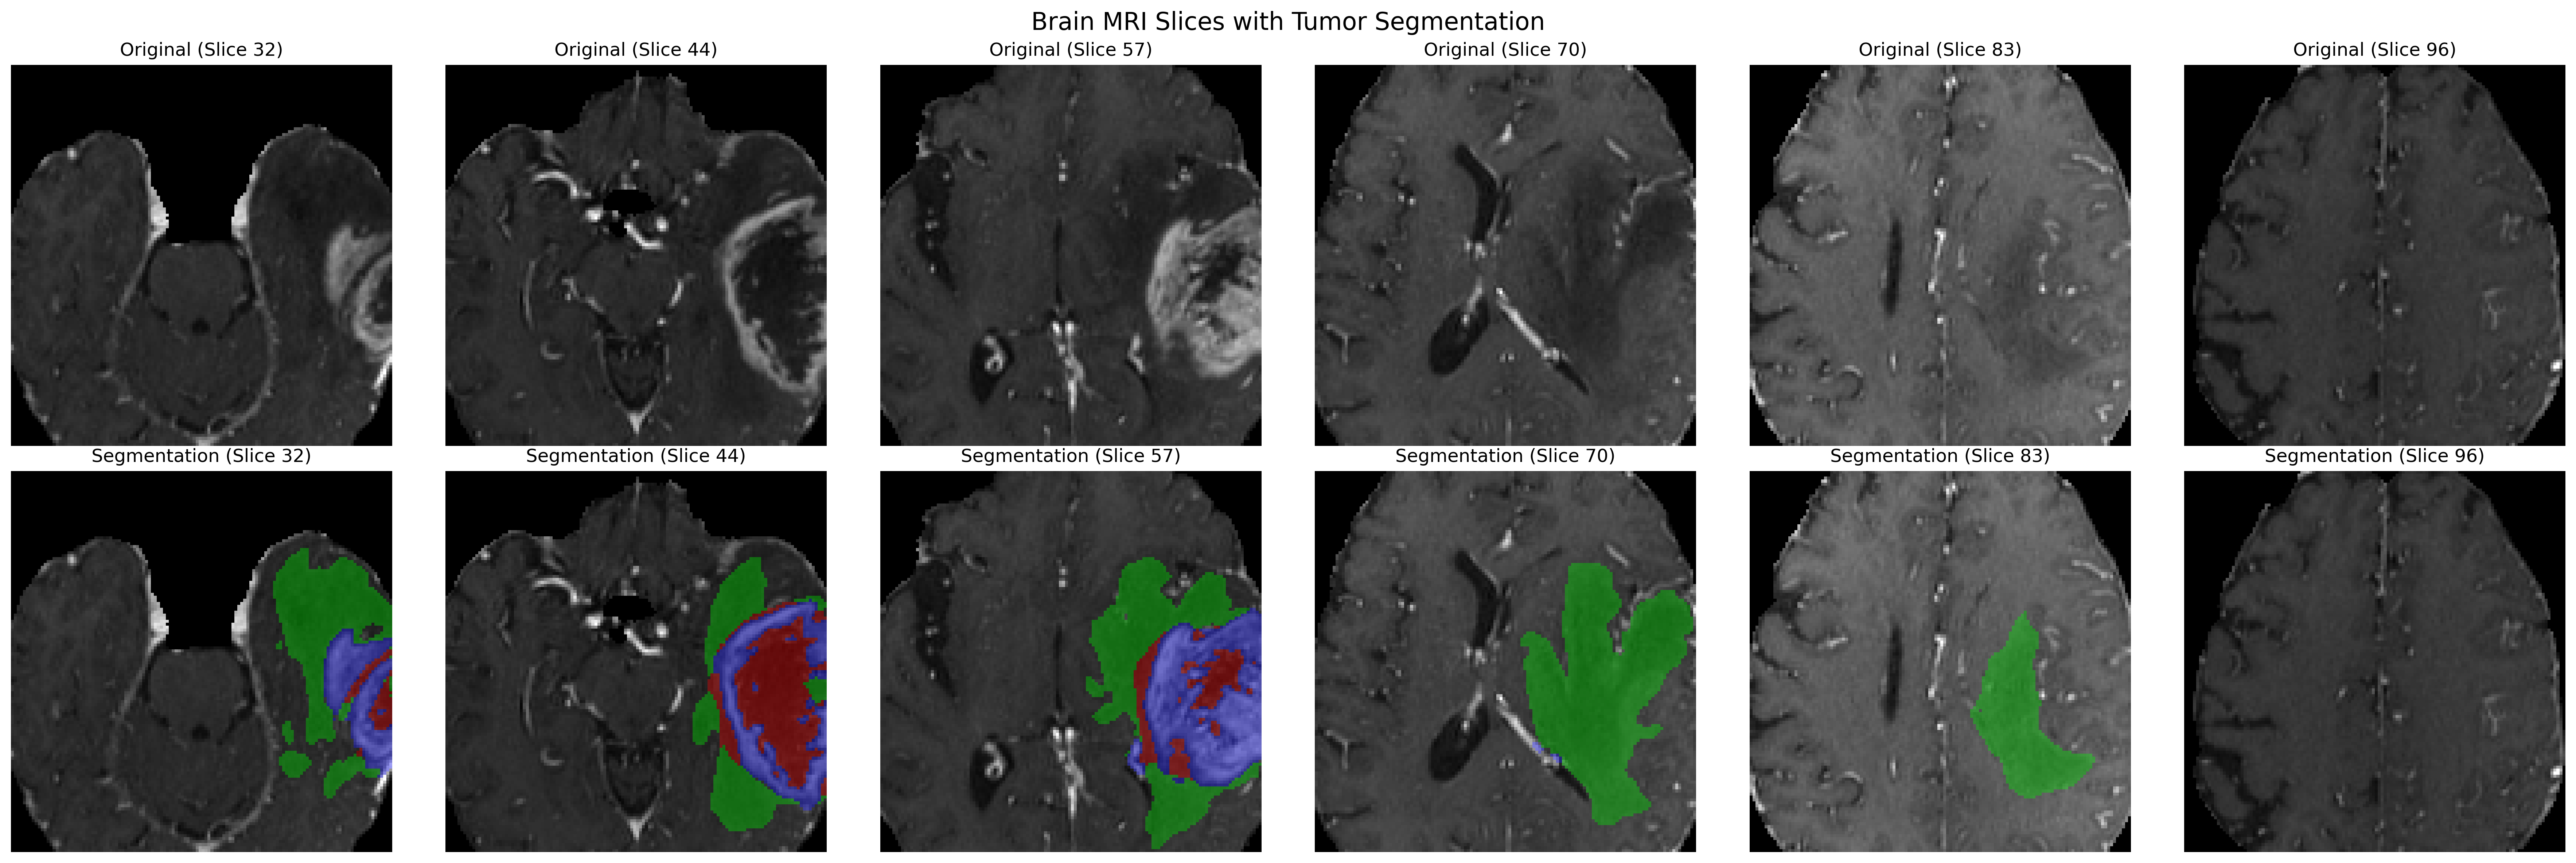 Brain MRI Slices with Tumor Segmentation
Original (Slice 32)
Original (Slice 44)
Original (Slice 57)
Original (Slice 70)
Original (Slice 83)
Original (Slice 96)
Segmentation (Slice 32)
Segmentation (Slice 44)
Segmentation (Slice 57)
Segmentation (Slice 70)
Segmentation (Slice 83)
Segmentation (Slice 96)